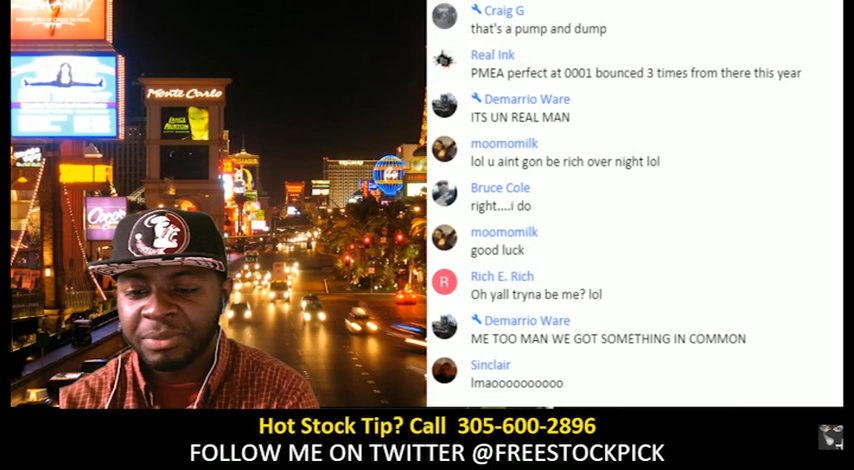 Monte Carlo
LANCE
BURTON
Coco
Craig G
that's a pump and dump
Real Ink
PMEA perfect at 0001 bounced 3 times from there this year
Demarrio Ware
ITS UN REAL MAN
moomomilk
lol u aint gon be rich over night lol
Bruce Cole
right....i do
moomomilk
good luck
R
Rich E. Rich
Oh yall tryna be me? lol
Demarrio Ware
ME TOO MAN WE GOT SOMETHING IN COMMON
Sinclair
lmaoooooooooo
Hot Stock Tip? Call 305-600-2896
FOLLOW ME ON TWITTER @FREESTOCKPICK